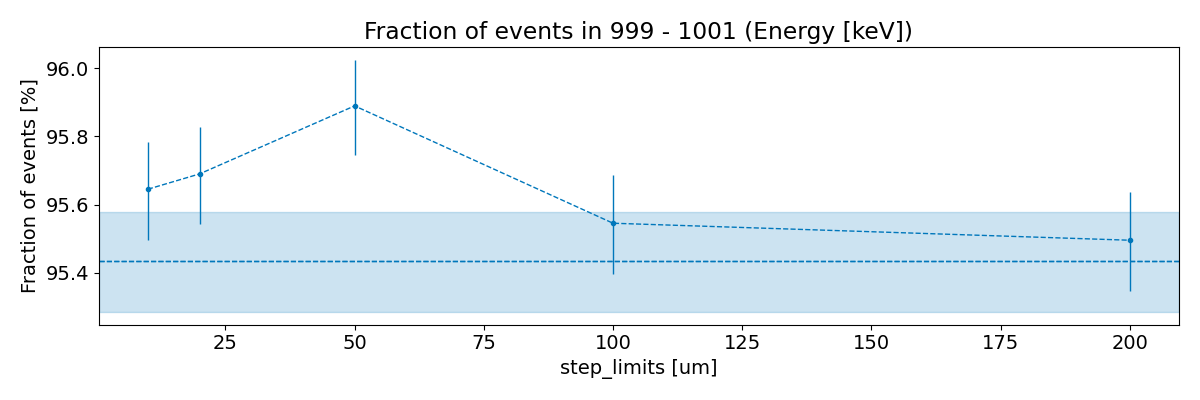 Fraction of events in 999 - 1001 (Energy [keV])
Fraction of events [%]
96.0
95.8
95.6
95.4
25 50 75 100 125 150 175 200
step_limits [um]